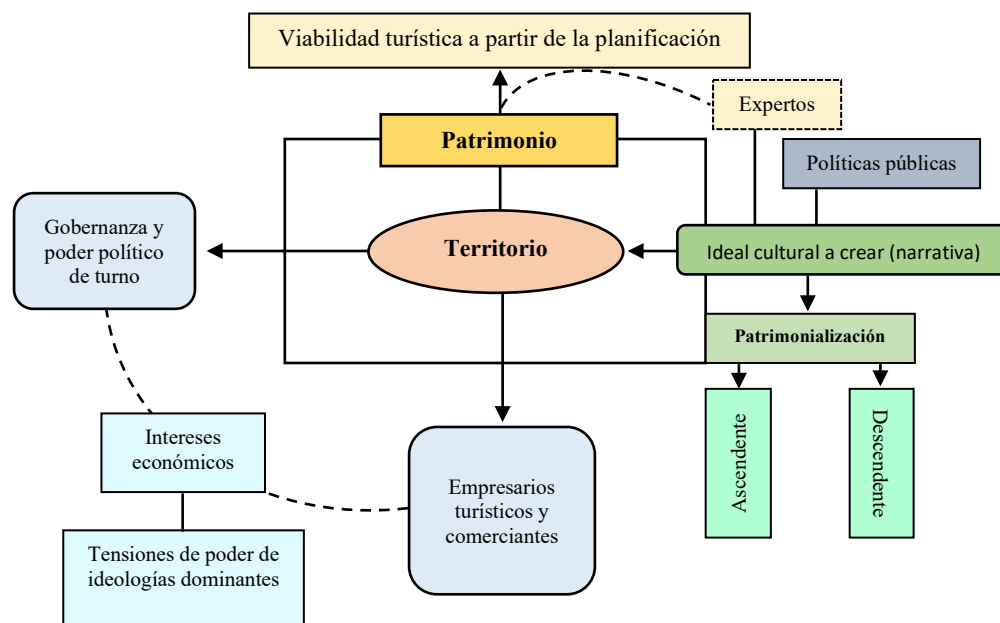 Viabilidad turística a partir de la planificación
Expertos
Patrimonio
Políticas públicas
Gobernanza y
poder político
de turno
Territorio
Ideal cultural a crear (narrativa)
Patrimonialización
Ascendente
Descendente
Intereses
económicos
Empresarios
turísticos y
comerciantes
Tensiones de poder de
ideologías dominantes